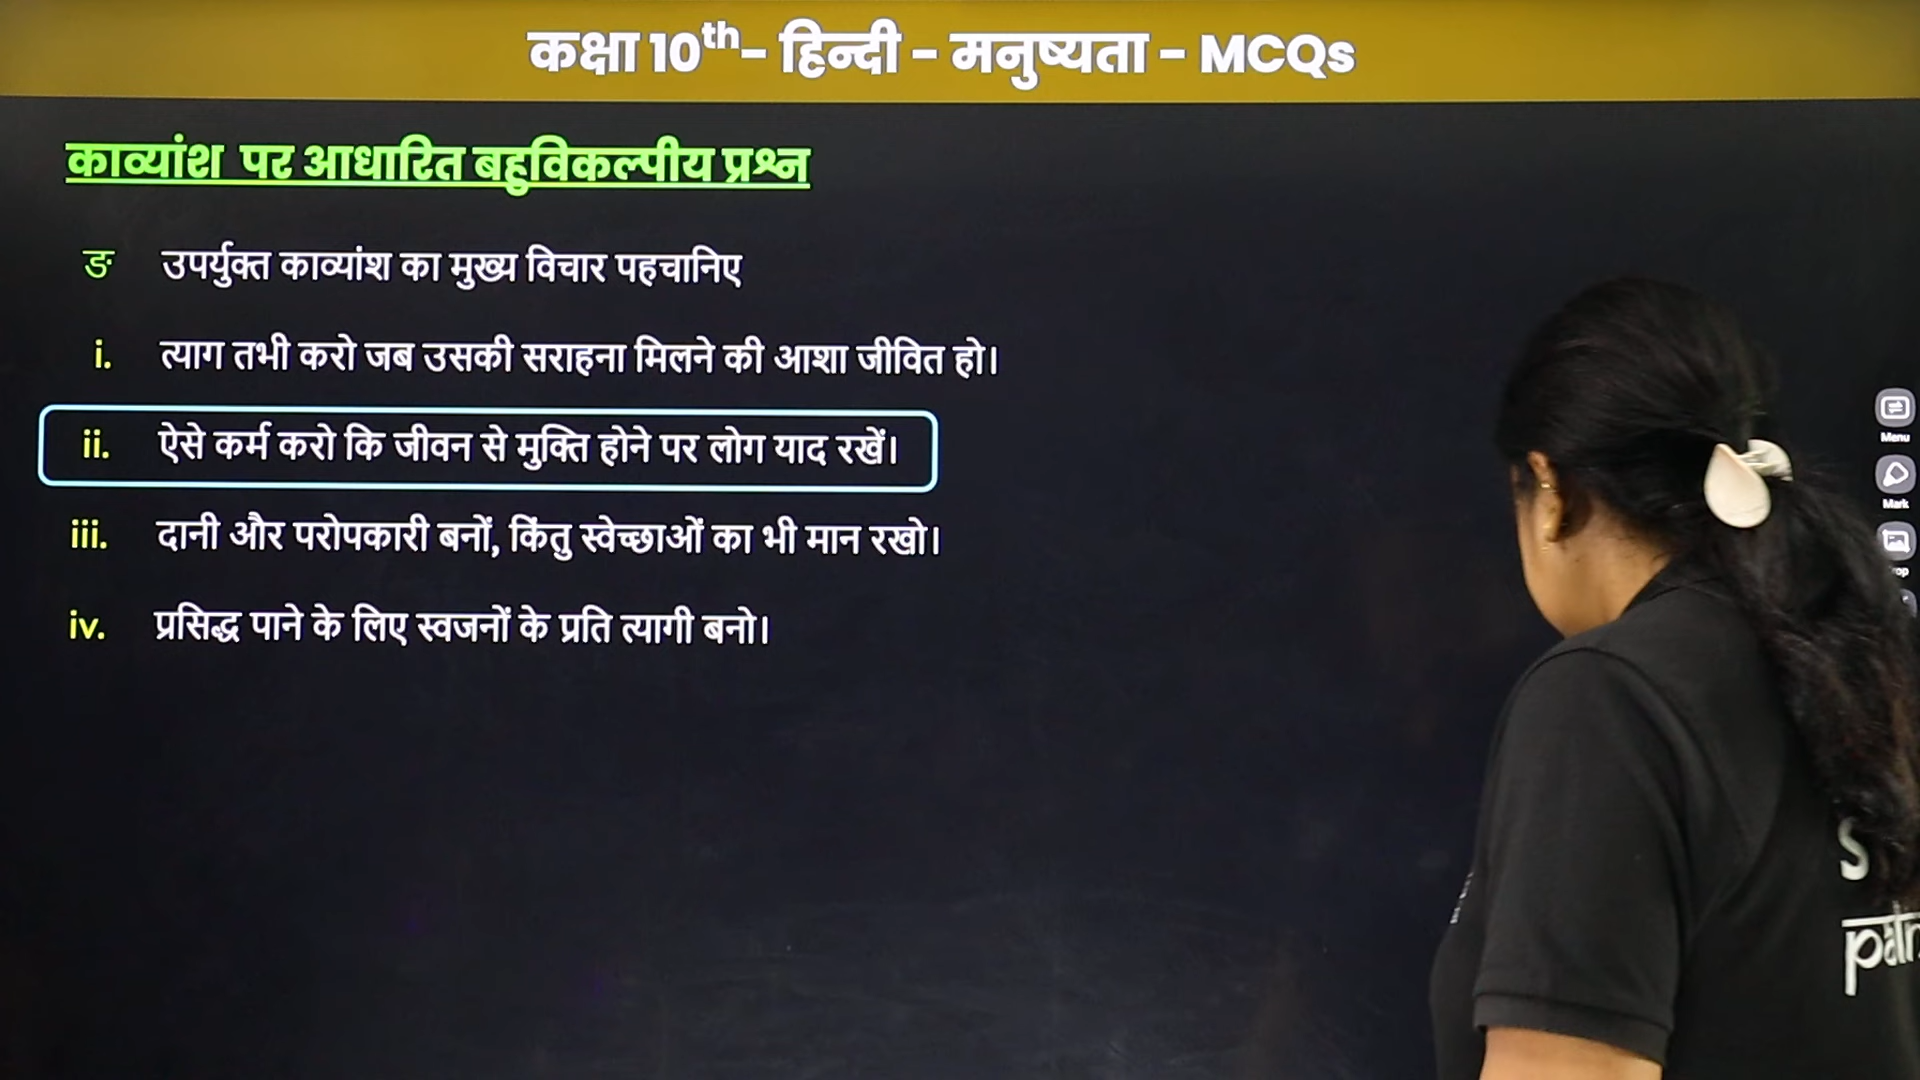 कक्षा 10th- हिन्दी - मनुष्यता - MCQs
काव्यांश पर आधारित बहुविकल्पीय प्रश्न
ङ उपर्युक्त काव्यांश का मुख्य विचार पहचानिए
i. त्याग तभी करो जब उसकी सराहना मिलने की आशा जीवित हो।
ii. ऐसे कर्म करो कि जीवन से मुक्ति होने पर लोग याद रखें।
iii. दानी और परोपकारी बनों, किंतु स्वेच्छाओं का भी मान रखो।
iv. प्रसिद्ध पाने के लिए स्वजनों के प्रति त्यागी बनो।
Menu
Mark